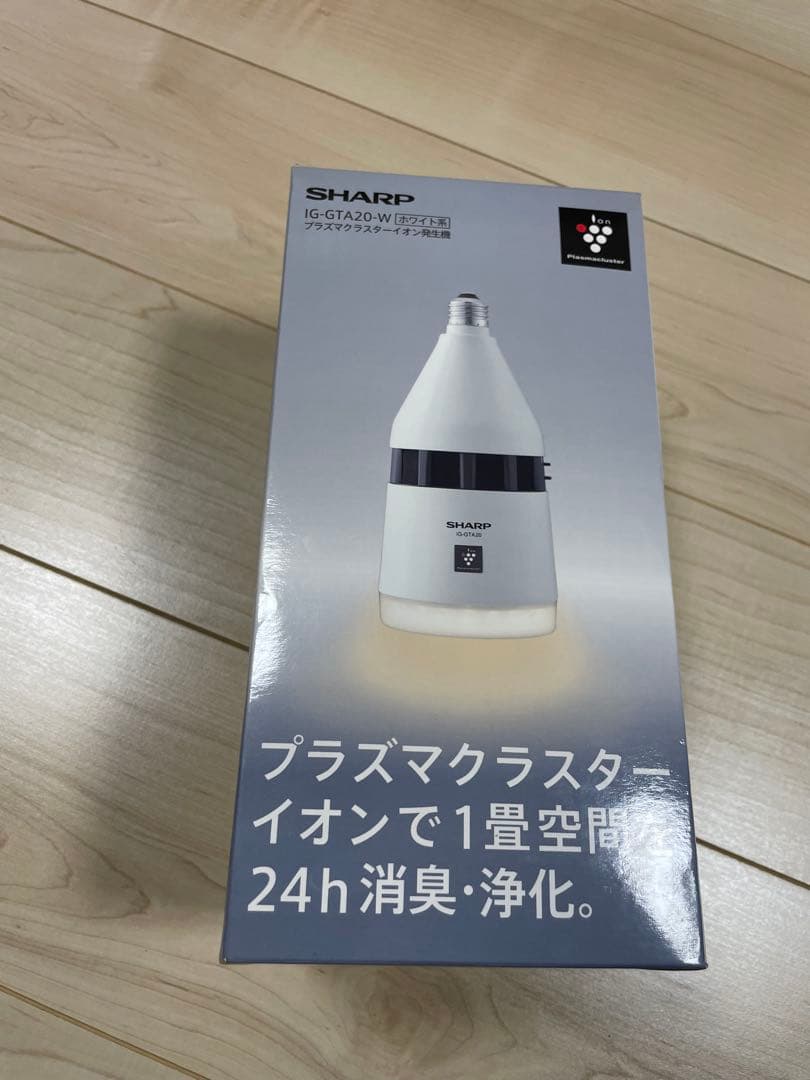 SHARP
IG-GTA20-W ホワイト系
プラズマクラスターイオン発生機
Ion
Plasmacluster
SHARP
IG-GTA20
プラズマクラスター
イオンで1畳空間を
24h消臭・浄化。